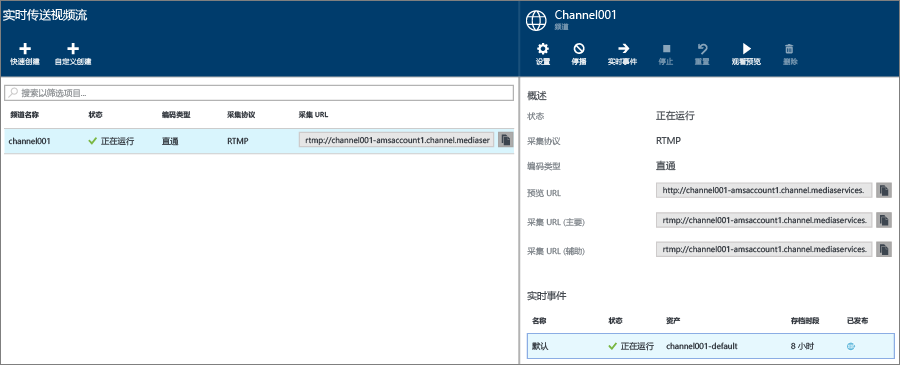 实时传送视频流
快速创建 自定义创建
搜索以筛选项目...
频道名称 状态 编码类型 采集协议 采集 URL
channel001 正在运行 直通 RTMP rtmp://channel001-amsaccount1.channel.mediaser
Channel001
频道
设置 停播 实时事件 停止 重置 观看预览 删除
概述
状态 正在运行
采集协议 RTMP
编码类型 直通
预览 URL http://channel001-amsaccount1.channel.mediaservices.
采集 URL (主要) rtmp://channel001-amsaccount1.channel.mediaservices.
采集 URL (辅助) rtmp://channel001-amsaccount1.channel.mediaservices.
实时事件
名称 状态 资产 存档时段 已发布
默认 正在运行 channel001-default 8 小时